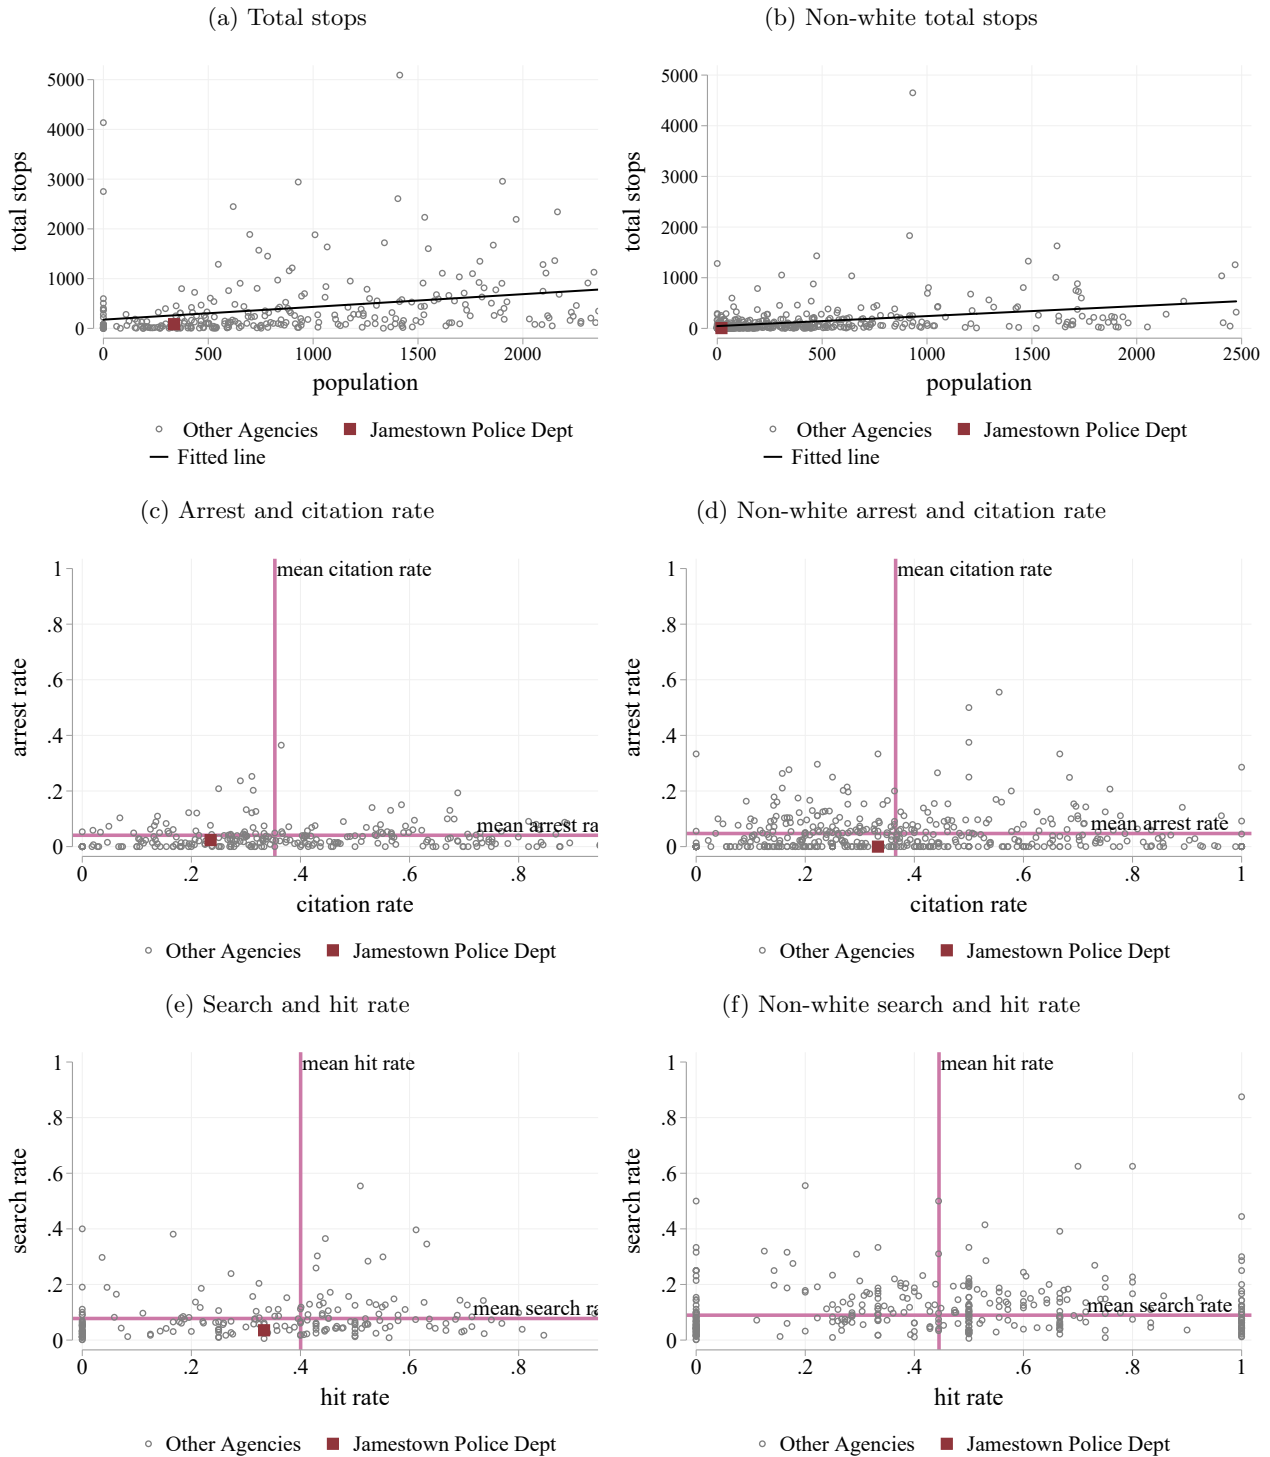 (a) Total stops
(b) Non-white total stops
total stops
5000
4000
3000
2000
1000
0
0 500 1000 1500 2000
population
Other Agencies Jamestown Police Dept
Fitted line
total stops
5000
4000
3000
2000
1000
0
0 500 1000 1500 2000 2500
population
Other Agencies Jamestown Police Dept
Fitted line
(c) Arrest and citation rate
(d) Non-white arrest and citation rate
arrest rate
1
.8
.6
.4
.2
0
mean citation rate
mean arrest ra
0 .2 .4 .6 .8
citation rate
Other Agencies Jamestown Police Dept
arrest rate
1
.8
.6
.4
.2
0
mean citation rate
mean arrest rate
0 .2 .4 .6 .8 1
citation rate
Other Agencies Jamestown Police Dept
(e) Search and hit rate
(f) Non-white search and hit rate
search rate
1
.8
.6
.4
.2
0
mean hit rate
mean search ra
0 .2 .4 .6 .8
hit rate
Other Agencies Jamestown Police Dept
search rate
1
.8
.6
.4
.2
0
mean hit rate
mean search rate
0 .2 .4 .6 .8 1
hit rate
Other Agencies Jamestown Police Dept